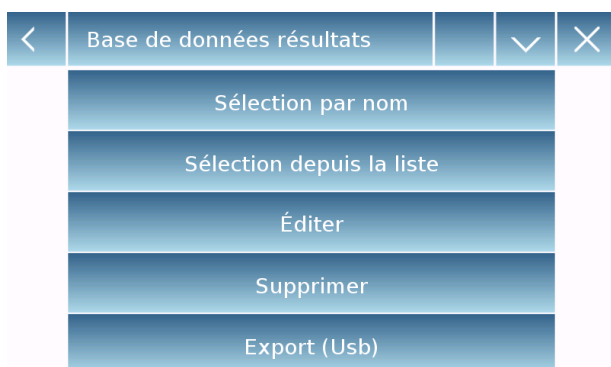 Base de données résultats
Sélection par nom
Sélection depuis la liste
Éditer
Supprimer
Export (Usb)